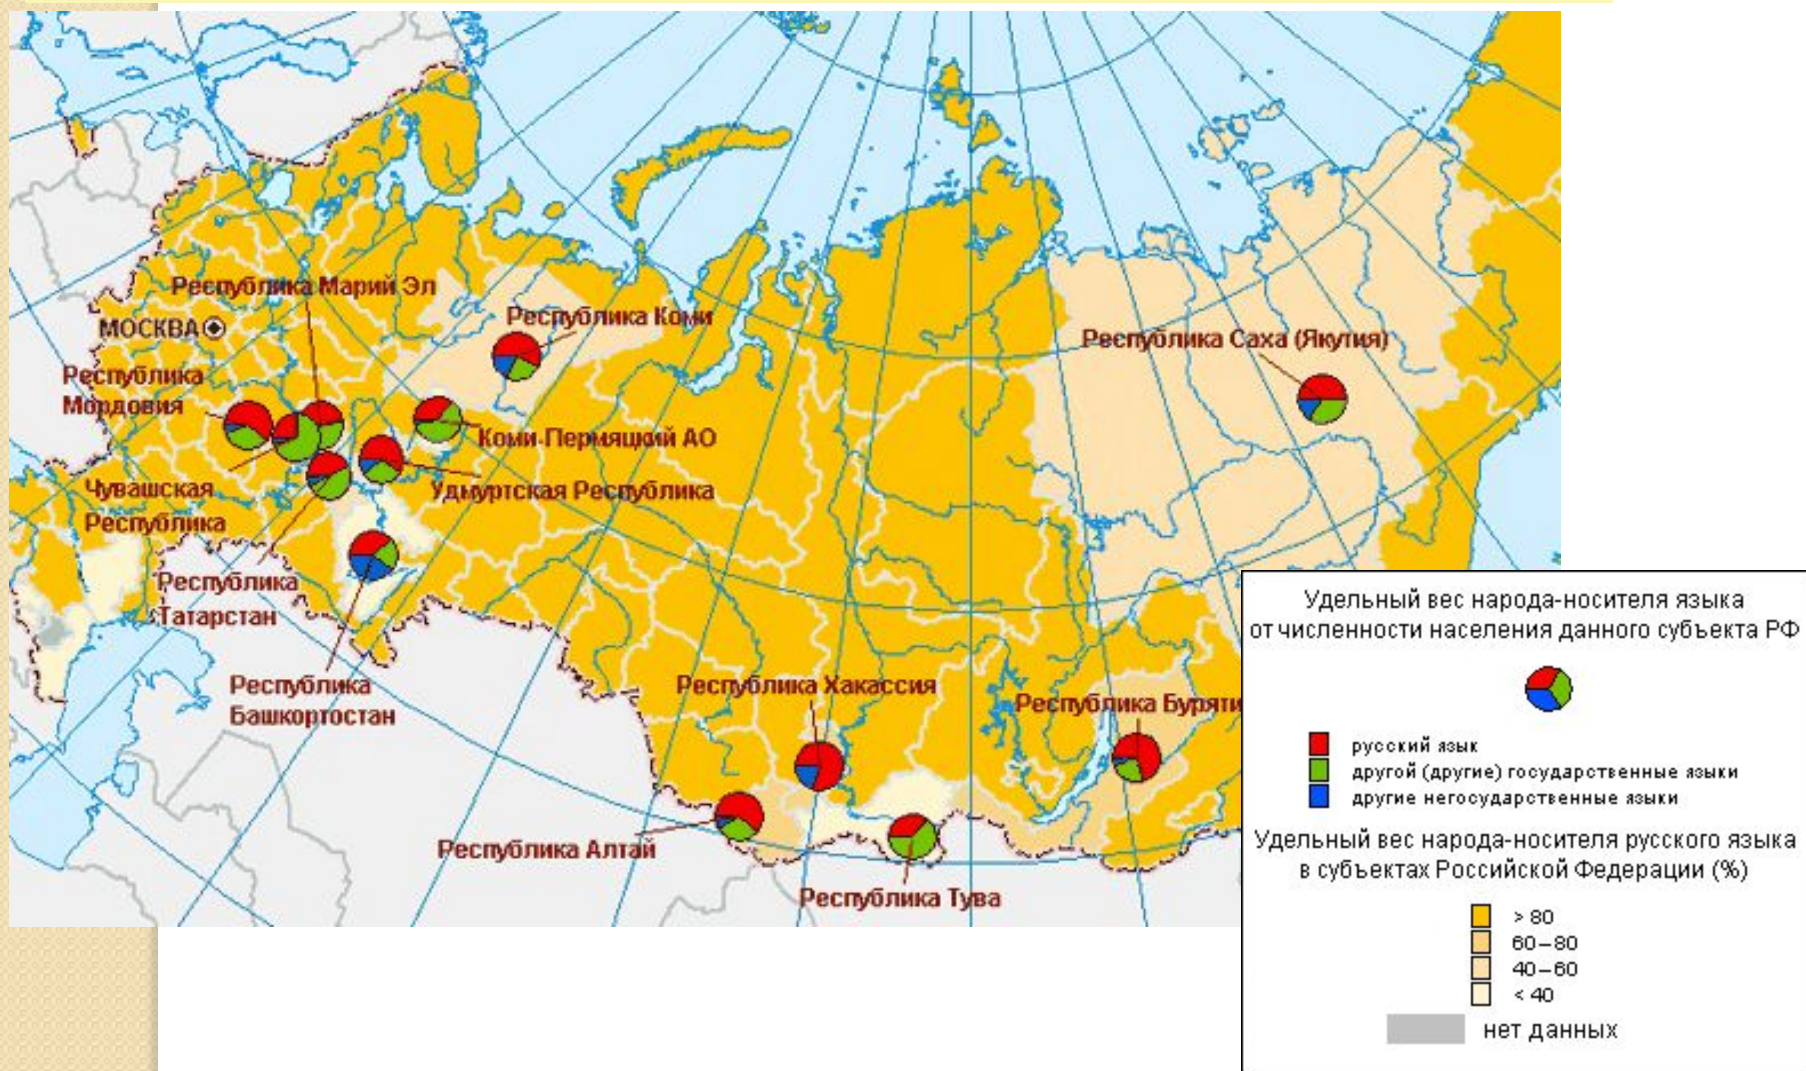 Республика Марий Эл
МОСКВА
Республика Коми
Республика Саха (Якутия)
Республика
Мордовия
Коми-Пермяцкий АО
Чувашская
Республика
Удмуртская Республика
Республика
Татарстан
Республика
Башкортостан
Республика Хакассия
Республика Буряти
Республика Алтай
Республика Тува
Удельный вес народа-носителя языка
от численности населения данного субъекта РФ
русский язык
другой (другие) государственные языки
другие негосударственные языки
Удельный вес народа-носителя русского языка
в субъектах Российской Федерации (%)
> 80
60–80
40–60
< 40
нет данных